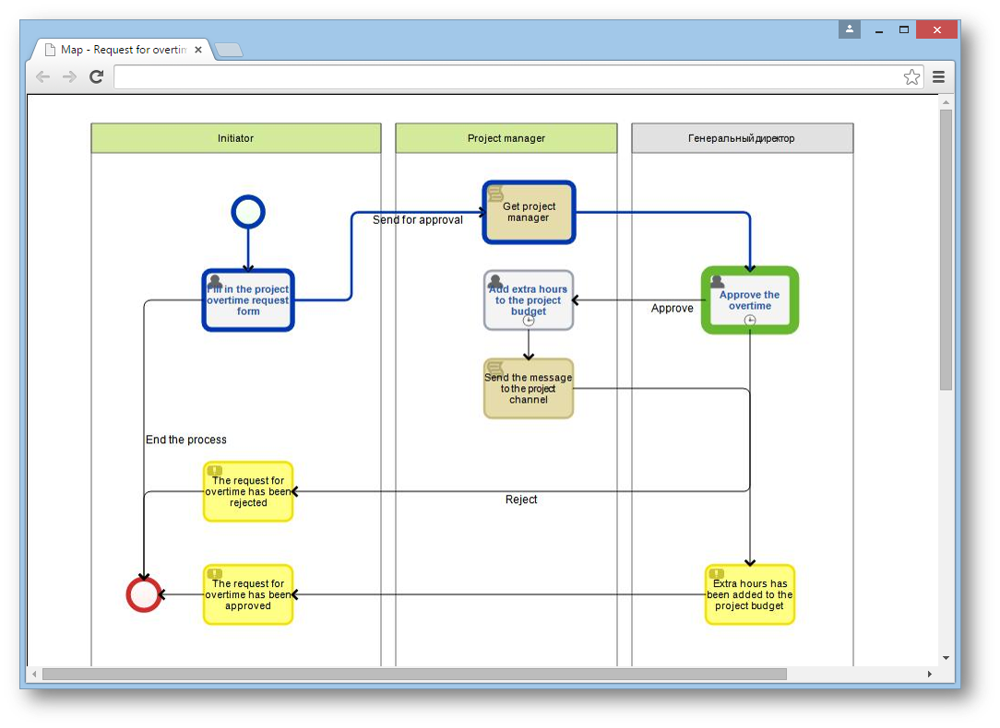 Map - Request for overtim
Initiator
Project manager
Генеральный директор
Get project
manager
Send for approval
Fill in the project
overtime request
form
Add extra hours
to the project
budget
Approve
Approve the
overtime
Send the message
to the project
channel
End the process
The request for
overtime has been
rejected
Reject
The request for
overtime has been
approved
Extra hours has
been added to the
project budget